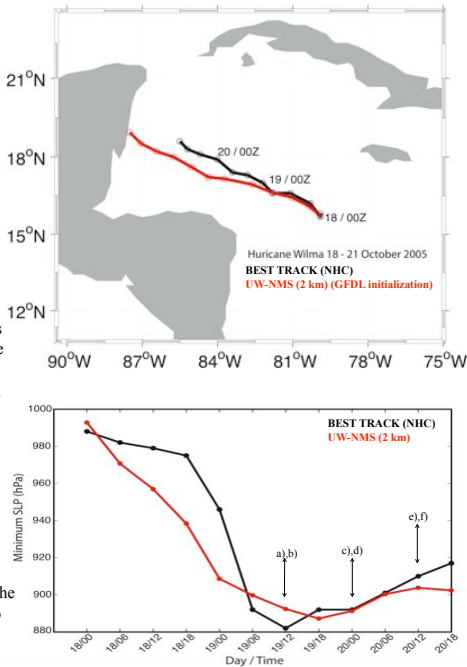 21°N
18°N
15°N
12°N
20 / 00Z
19 / 00Z
18 / 00Z
Huricane Wilma 18 - 21 October 2005
BEST TRACK (NHC)
UW-NMS (2 km) (GFDL initialization)
90°W 87°W 84°W 81°W 78°W 75°W
s
e
he
Minimum SLP (hPa)
1000
980
960
940
920
900
880
BEST TRACK (NHC)
UW-NMS (2 km)
a),b)
c),d)
e),f)
18/00 18/06 18/12 18/18 19/00 19/06 19/12 19/18 20/00 20/06 20/12 20/18
Day / Time